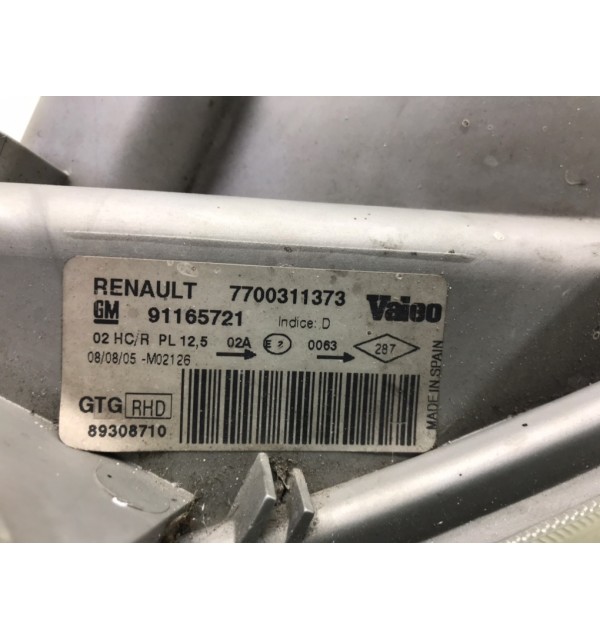 RENAULT 7700311373 Valeo
GM 91165721 Indice: D
02 HC/R PL 12,5 02A E2 0063 287
08/08/05 -M02126
GTG RHD
89308710
MADE IN SPAIN